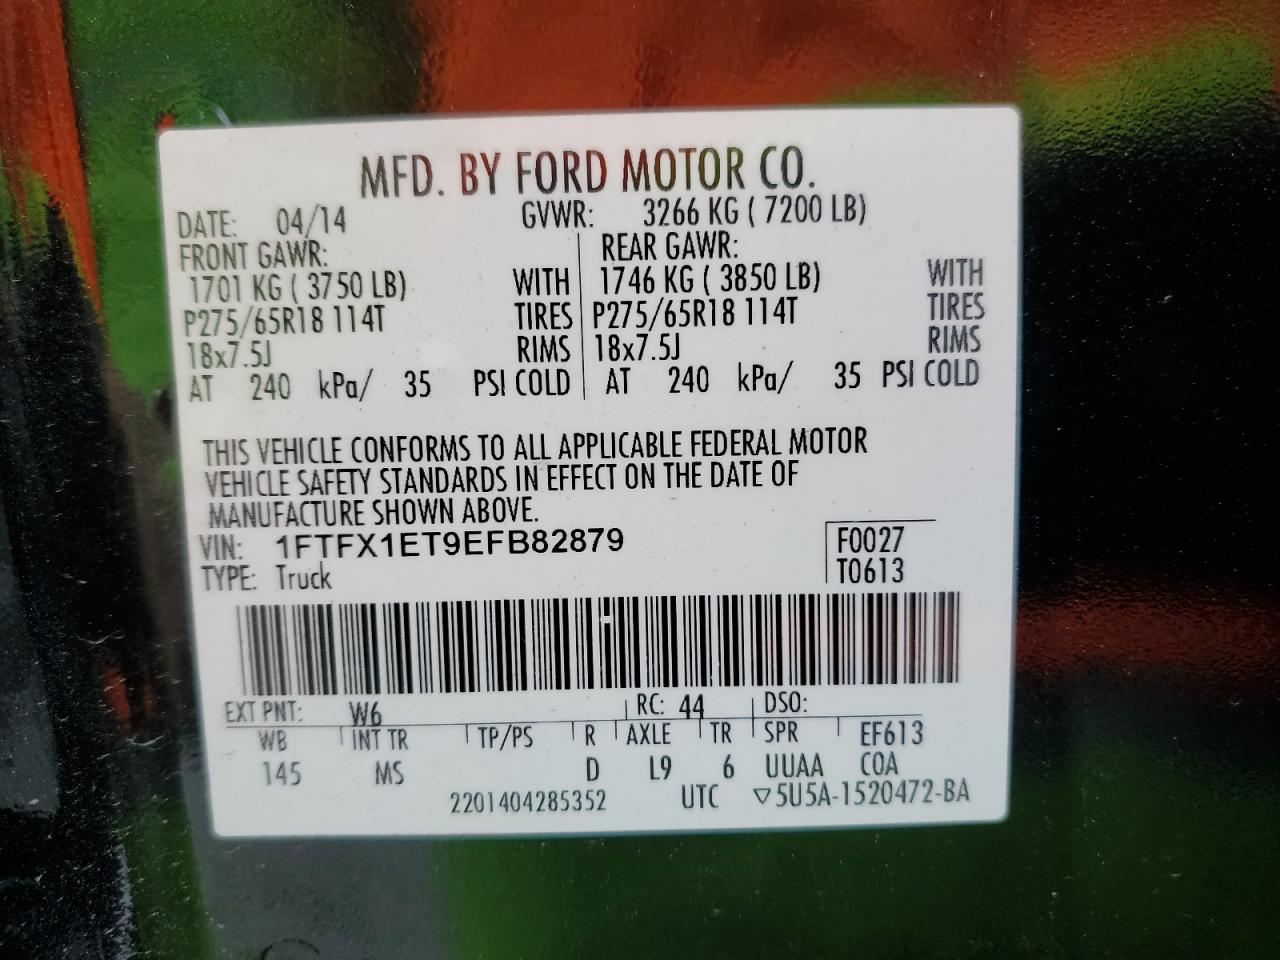 MFD. BY FORD MOTOR CO.
DATE: 04/14 GVWR: 3266 KG ( 7200 LB)
FRONT GAWR: REAR GAWR:
1701 KG ( 3750 LB) WITH 1746 KG ( 3850 LB) WITH
P275/65R18 114T TIRES P275/65R18 114T TIRES
18x7.5J RIMS 18x7.5J RIMS
AT 240 kPa/ 35 PSI COLD AT 240 kPa/ 35 PSI COLD
THIS VEHICLE CONFORMS TO ALL APPLICABLE FEDERAL MOTOR
VEHICLE SAFETY STANDARDS IN EFFECT ON THE DATE OF
MANUFACTURE SHOWN ABOVE.
VIN: 1FTFX1ET9EFB82879 F0027
TYPE: Truck T0613
EXT PNT: W6 RC: 44 DSO:
WB INT TR TP/PS R AXLE TR SPR EF613
145 MS D L9 6 UUAA COA
2201404285352 UTC ▽5U5A-1520472-BA